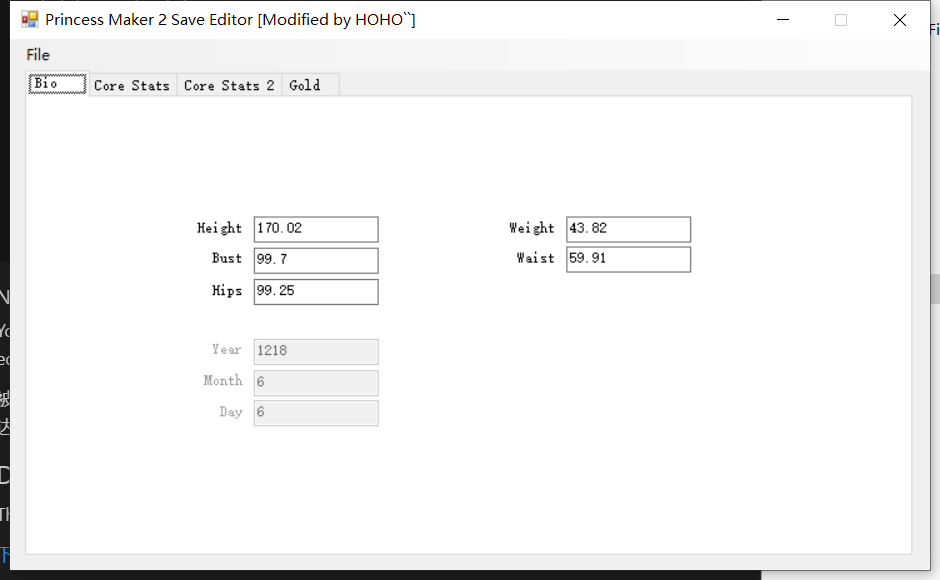 Princess Maker 2 Save Editor [Modified by HOHO``]
File
Bio Core Stats Core Stats 2 Gold
Height 170.02 Weight 43.82
Bust 99.7 Waist 59.91
Hips 99.25
Year 1218
Month 6
Day 6